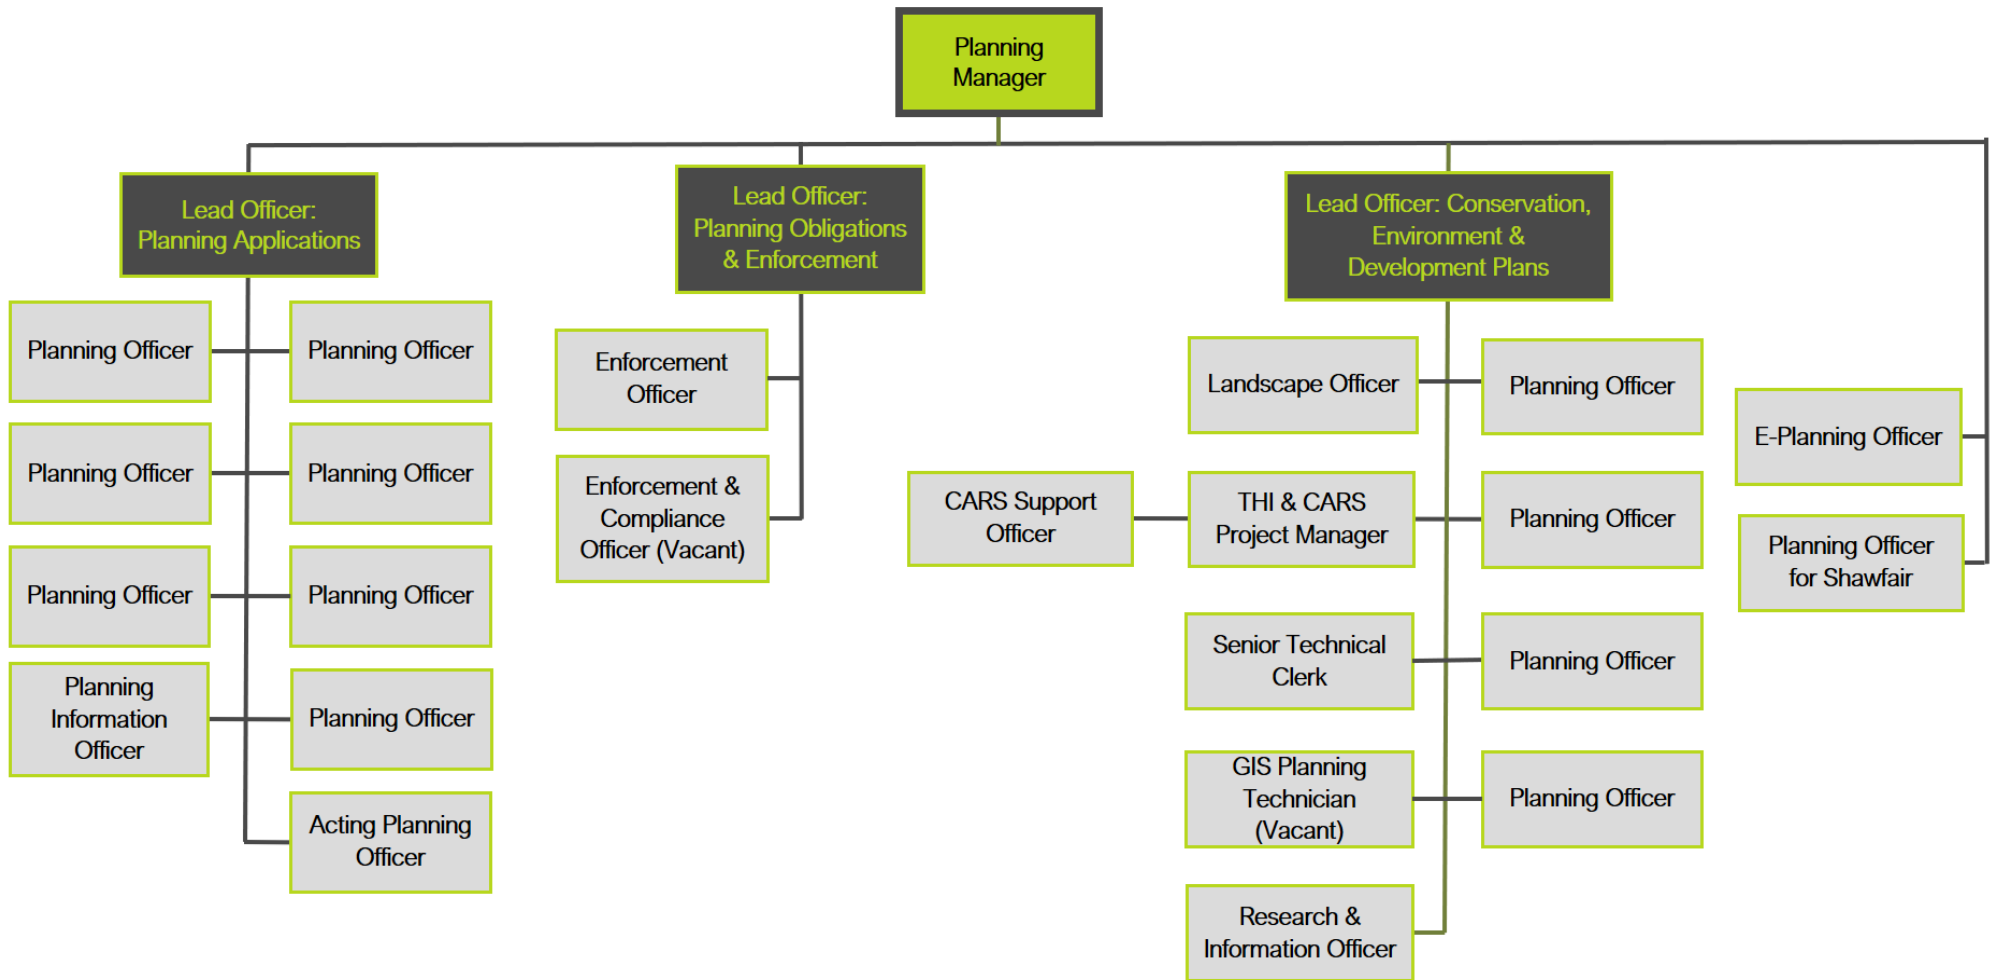 Planning
Manager
Lead Officer:
Planning Applications
Lead Officer:
Planning Obligations
& Enforcement
Lead Officer: Conservation,
Environment &
Development Plans
Planning Officer
Planning Officer
Planning Officer
Planning Officer
Planning Officer
Planning Officer
Planning
Information
Officer
Planning Officer
Acting Planning
Officer
Enforcement
Officer
Enforcement &
Compliance
Officer (Vacant)
Landscape Officer
Planning Officer
CARS Support
Officer
THI & CARS
Project Manager
Planning Officer
Senior Technical
Clerk
Planning Officer
GIS Planning
Technician
(Vacant)
Planning Officer
Research &
Information Officer
E-Planning Officer
Planning Officer
for Shawfair